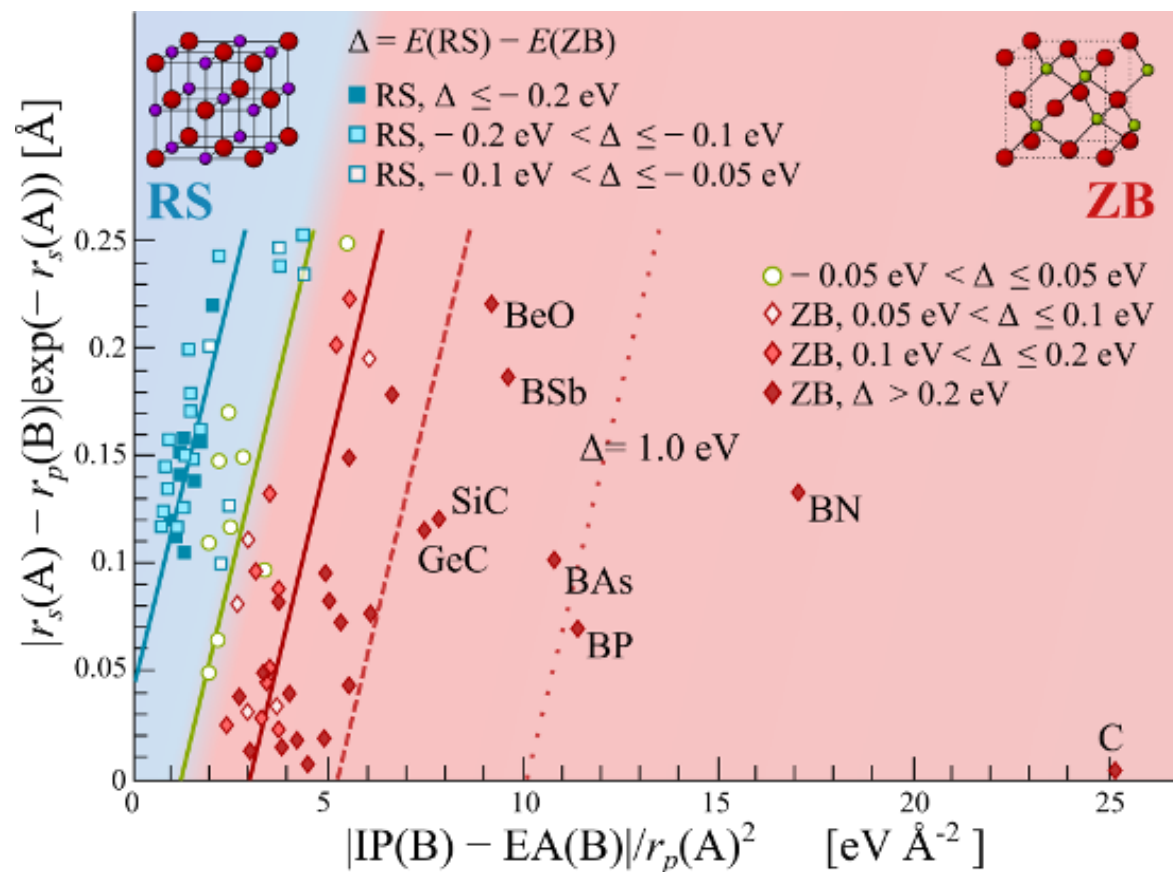 Δ = E(RS) − E(ZB)
RS, Δ ≤ − 0.2 eV
RS, − 0.2 eV < Δ ≤ − 0.1 eV
RS, − 0.1 eV < Δ ≤ − 0.05 eV
RS
ZB
− 0.05 eV < Δ ≤ 0.05 eV
ZB, 0.05 eV < Δ ≤ 0.1 eV
ZB, 0.1 eV < Δ ≤ 0.2 eV
ZB, Δ > 0.2 eV
|r_s(A) − r_p(B)|exp(− r_s(A)) [Å]
0.25
0.2
0.15
0.1
0.05
0
BeO
BSb
Δ= 1.0 eV
SiC
GeC
BN
BAs
BP
C
0
5
10
15
20
25
|IP(B) − EA(B)|/r_p(A)² [eV Å⁻²]